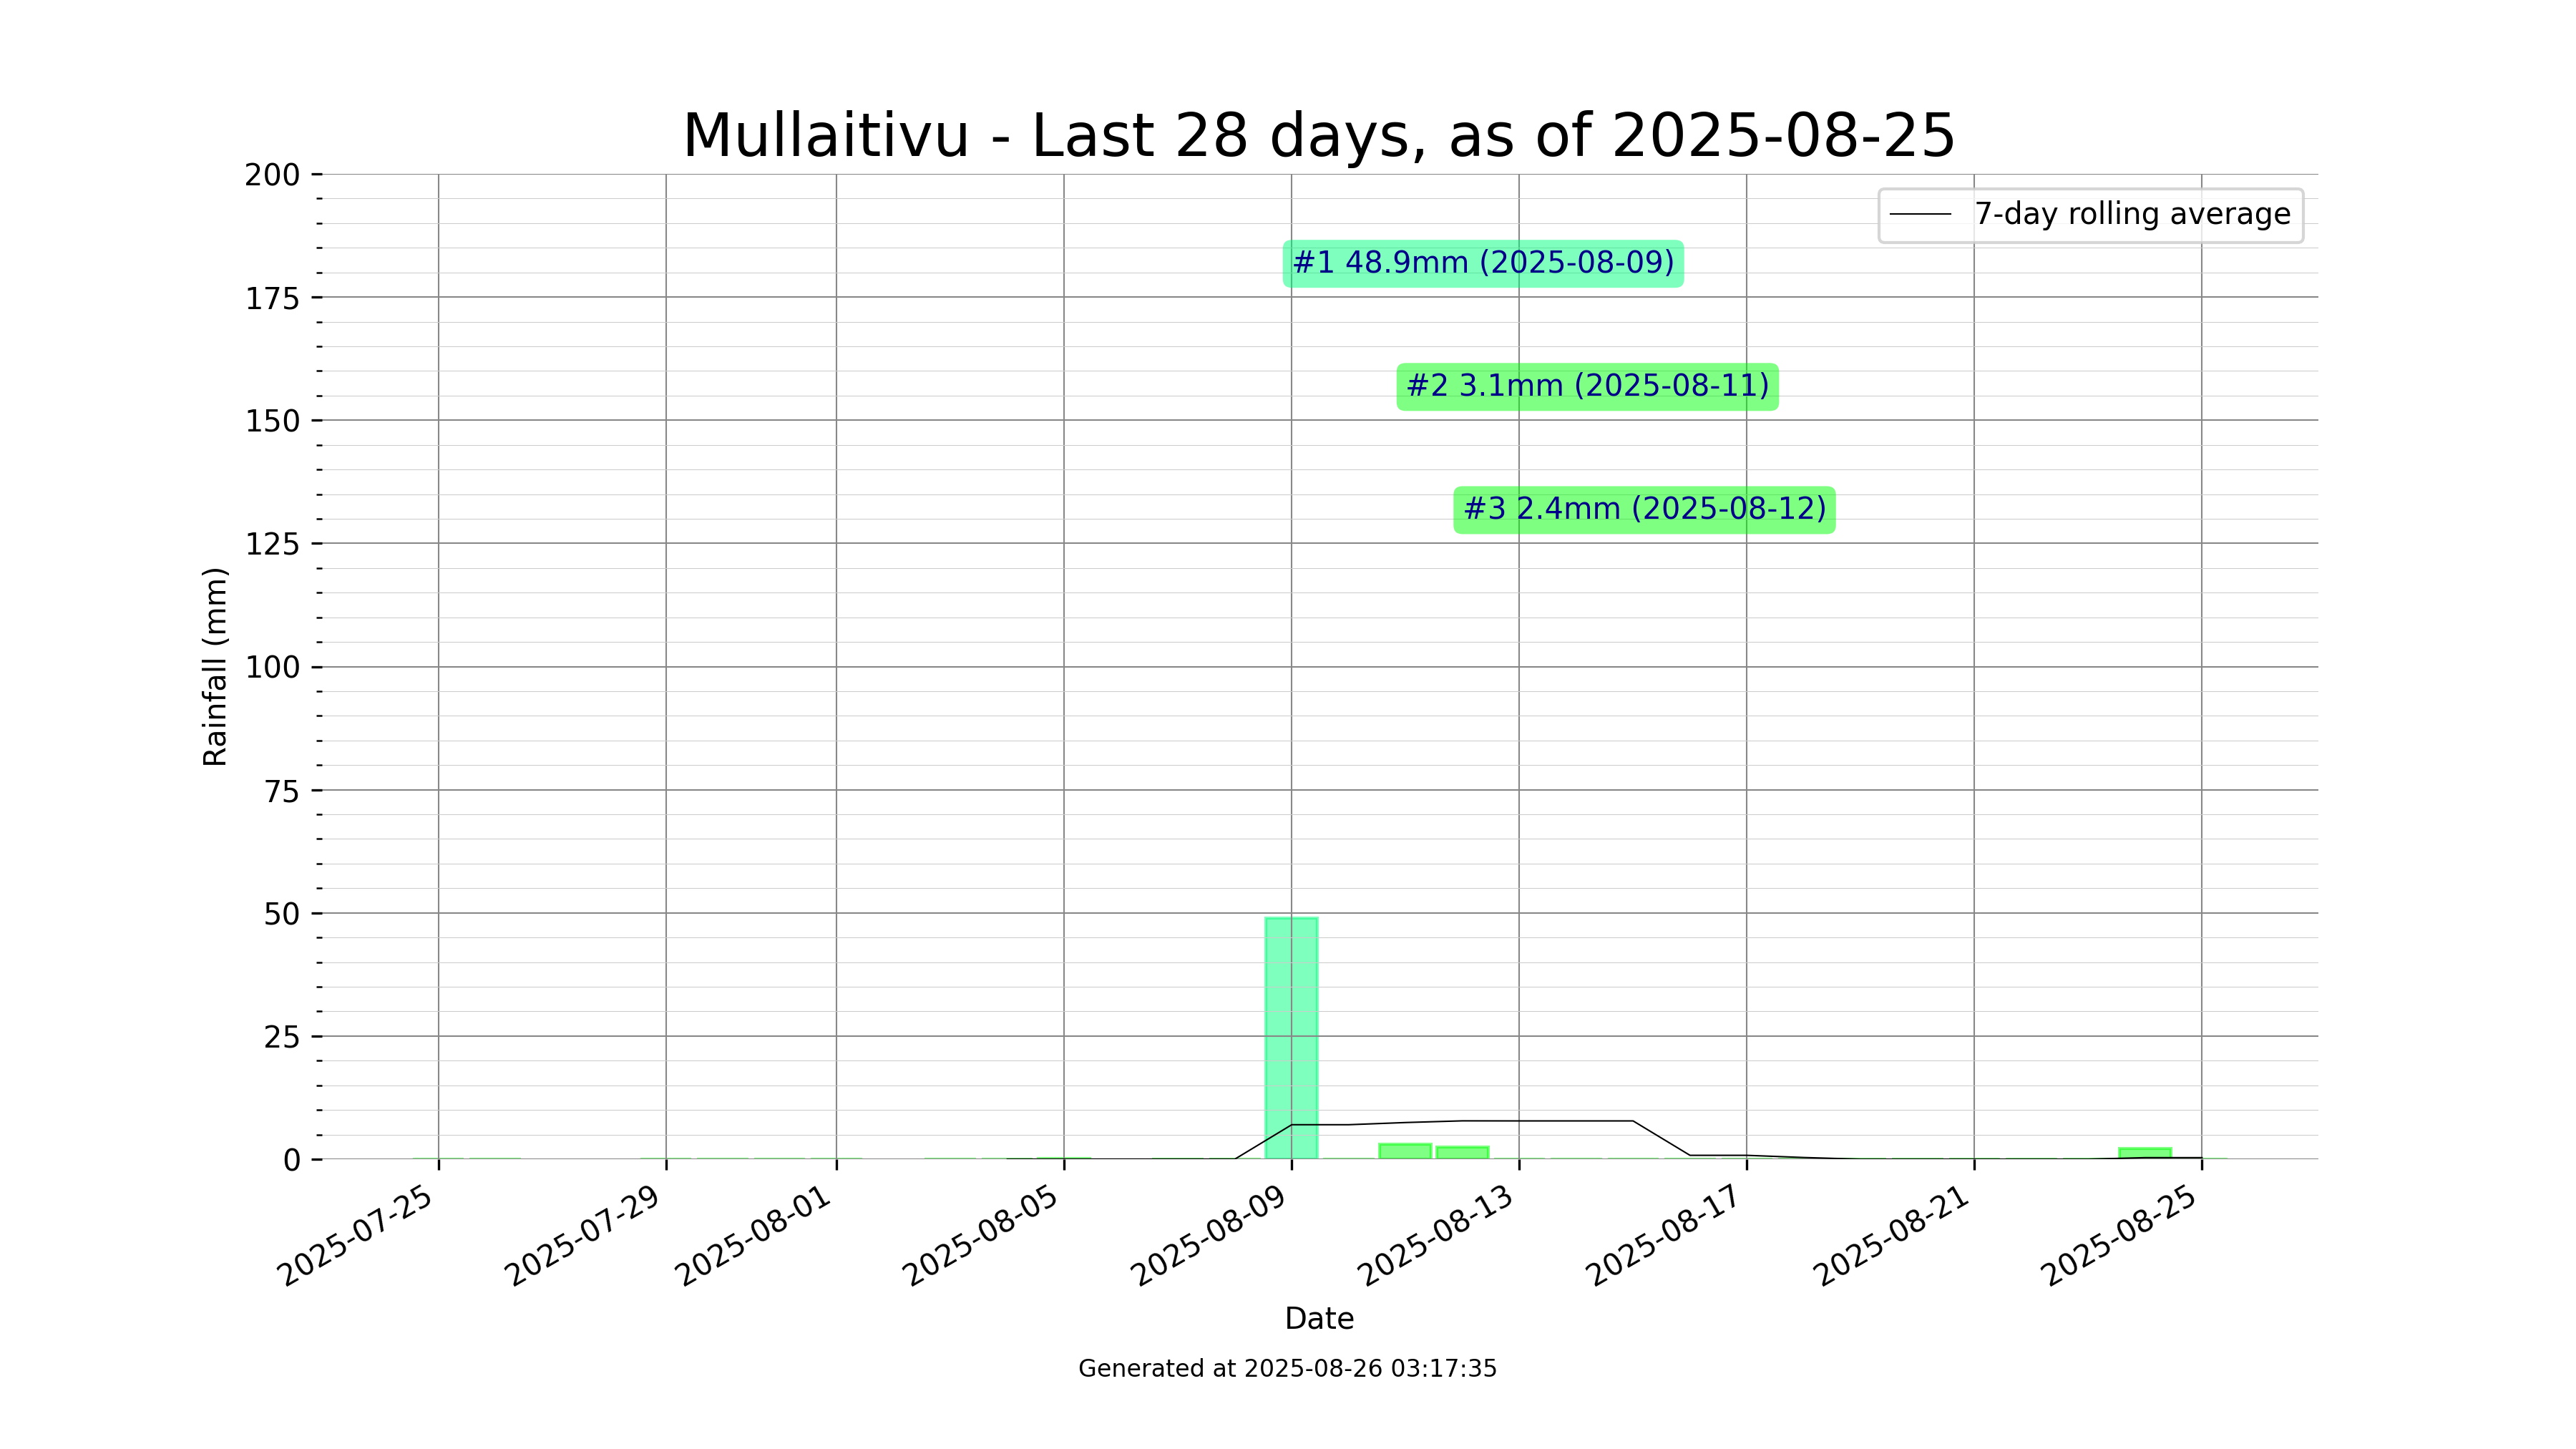 Mullaitivu - Last 28 days, as of 2025-08-25
7-day rolling average
#1 48.9mm (2025-08-09)
#2 3.1mm (2025-08-11)
#3 2.4mm (2025-08-12)
Rainfall (mm)
200
175
150
125
100
75
50
25
0
2025-07-25
2025-07-29
2025-08-01
2025-08-05
2025-08-09
2025-08-13
2025-08-17
2025-08-21
2025-08-25
Date
Generated at 2025-08-26 03:17:35